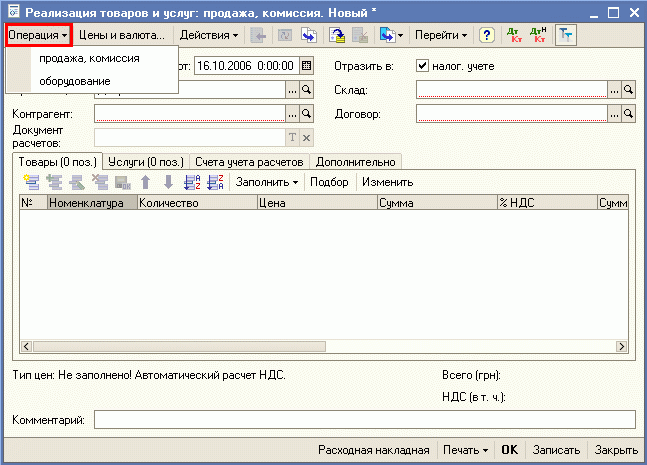 Реализация товаров и услуг: продажа, комиссия. Новый *
Операция Цены и валюта... Действия Перейти ? Дт Кт ДтН Кт
продажа, комиссия
оборудование
от: 16.10.2006 0:00:00 Отразить в: налог. учете
Склад:
Контрагент: Договор:
Документ
расчетов: T
Товары (0 поз.) Услуги (0 поз.) Счета учета расчетов Дополнительно
Заполнить Подбор Изменить
№ Номенклатура Количество Цена Сумма % НДС Сумм
Тип цен: Не заполнено! Автоматический расчет НДС. Всего (грн):
НДС (в т. ч.):
Комментарий:
Расходная накладная Печать OK Записать Закрыть